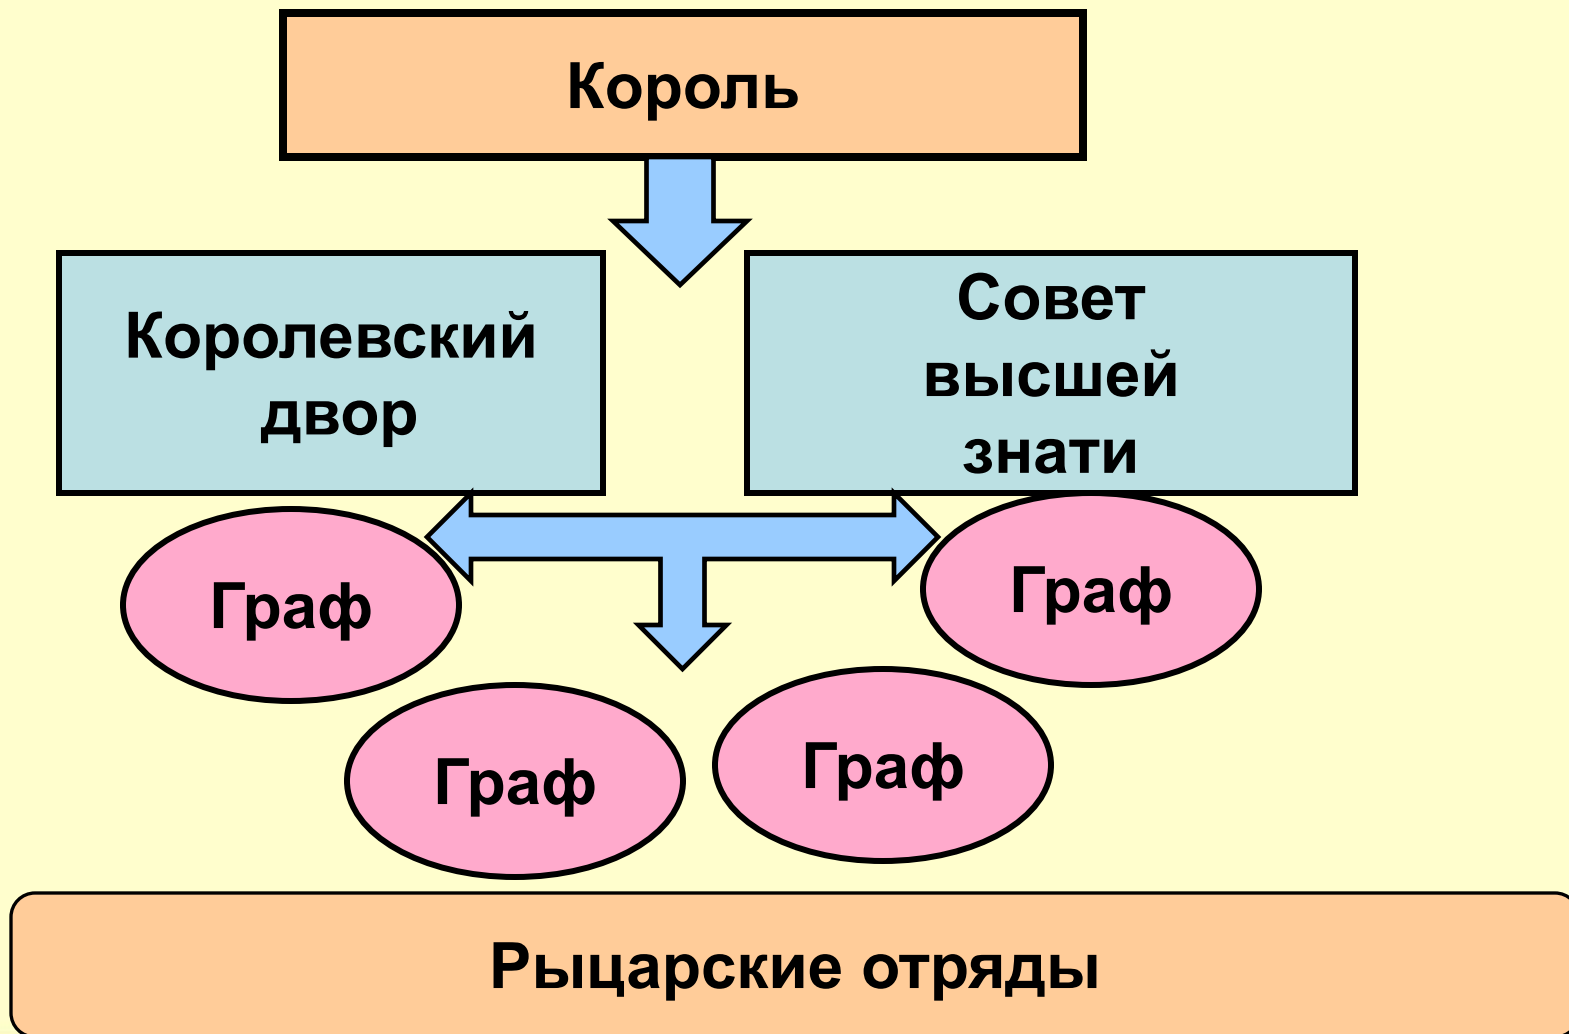 Король
Королевский
двор
Совет
высшей
знати
Граф
Граф
Граф
Граф
Рыцарские отряды